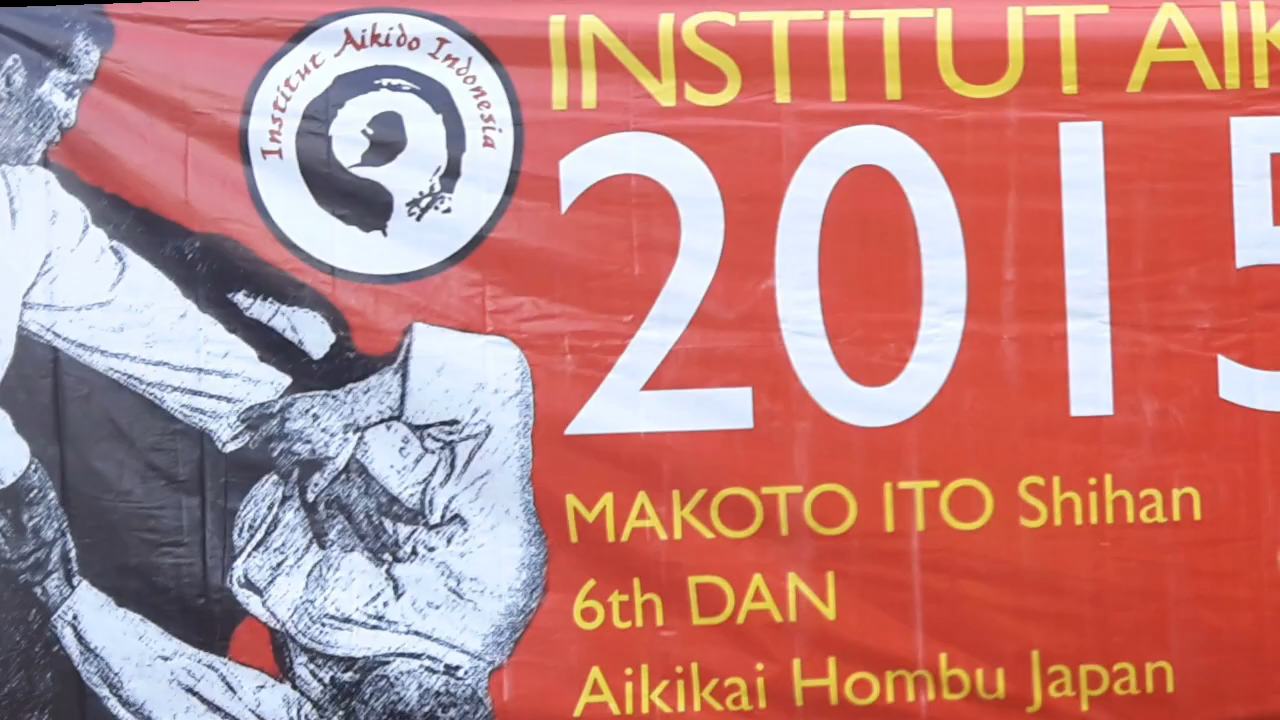 Institut Aikido Indonesia
INSTITUT AIK
2015
MAKOTO ITO Shihan
6th DAN
Aikikai Hombu Japan